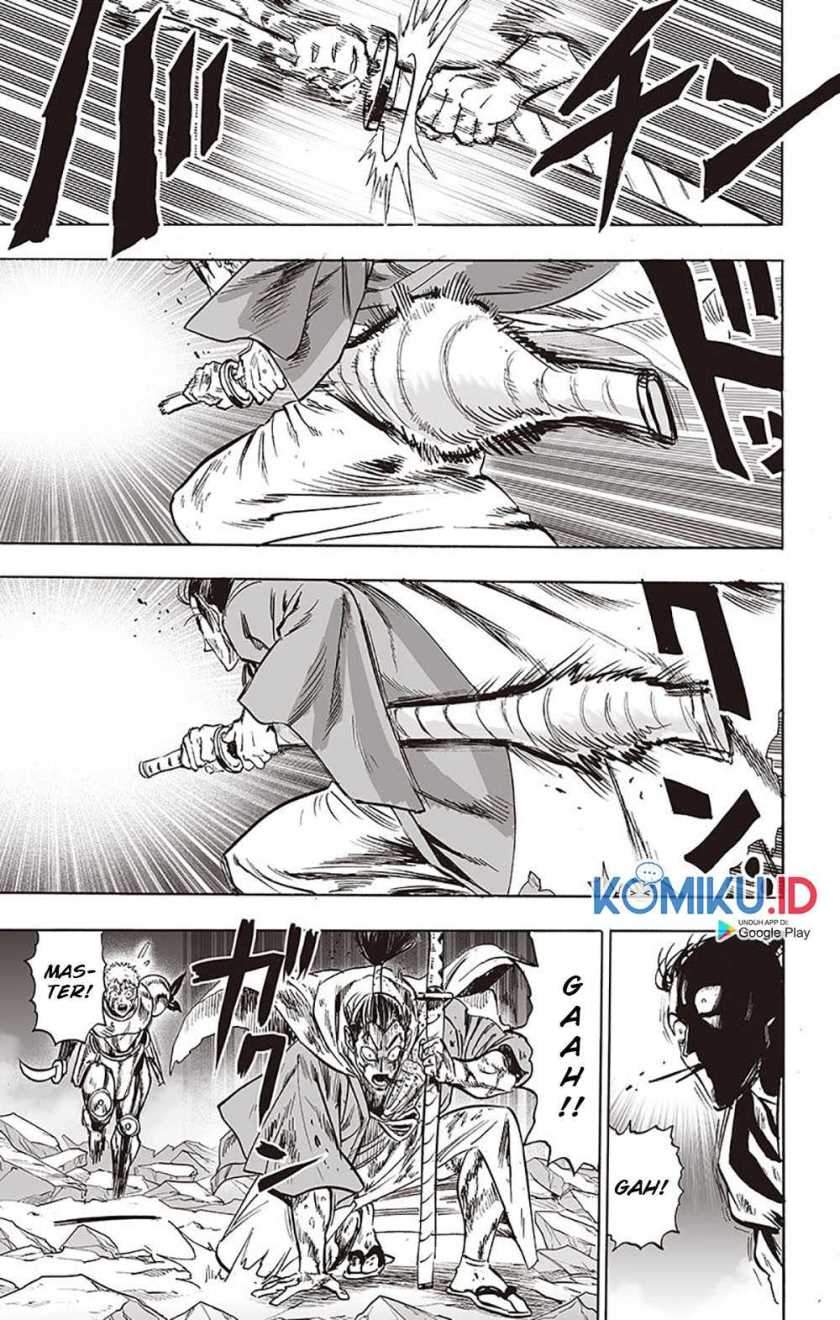 バチン
ドクン
KOMIKU.ID
UNDUH APP DI:
Google Play
GAH!
GAAH!!
ガクン
MAS-
TER!